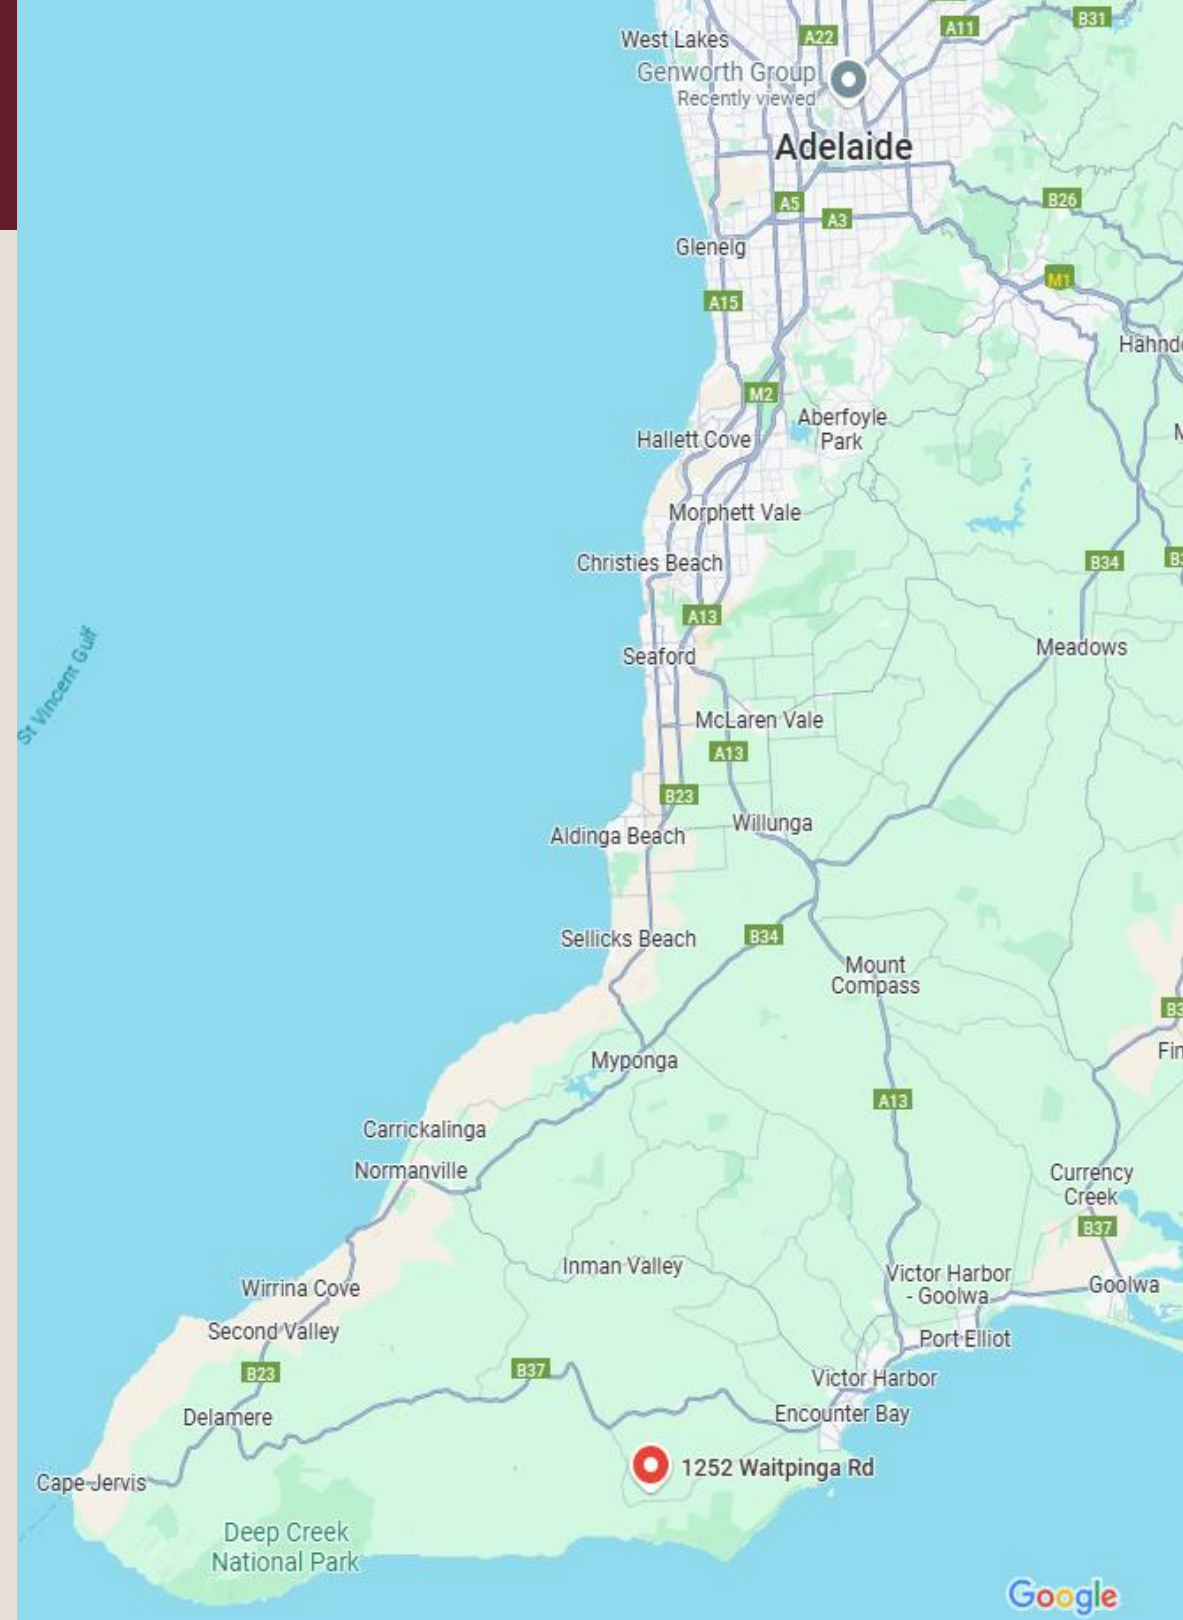 B31
A11
A22
West Lakes
Genworth Group
Recently viewed
Adelaide
B26
A5
A3
Glenelg
M1
A15
Hahndo
M2
Aberfoyle
Park
Hallett Cove
Morphett Vale
Christies Beach
B34
A13
St Vincent Gulf
Seaford
Meadows
McLaren Vale
A13
B23
Willunga
Aldinga Beach
Sellicks Beach
B34
Mount
Compass
B3
Fin
Myponga
A13
Carrickalinga
Normanville
Currency
Creek
B37
Inman Valley
Victor Harbor
- Goolwa
Goolwa
Wirrina Cove
Second Valley
Port Elliot
B23
B37
Victor Harbor
Delamere
Encounter Bay
1252 Waitpinga Rd
Cape Jervis
Deep Creek
National Park
Google